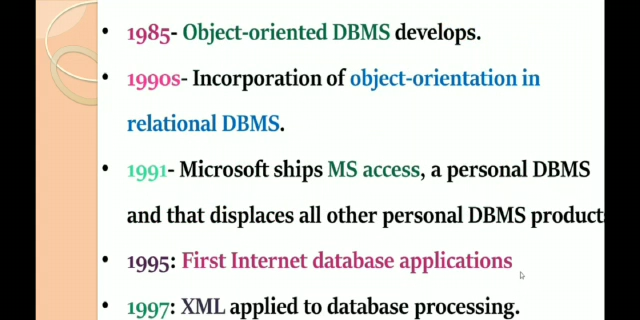 • 1985- Object-oriented DBMS develops.
• 1990s- Incorporation of object-orientation in
relational DBMS.
• 1991- Microsoft ships MS access, a personal DBMS
and that displaces all other personal DBMS product
• 1995: First Internet database applications
• 1997: XML applied to database processing.